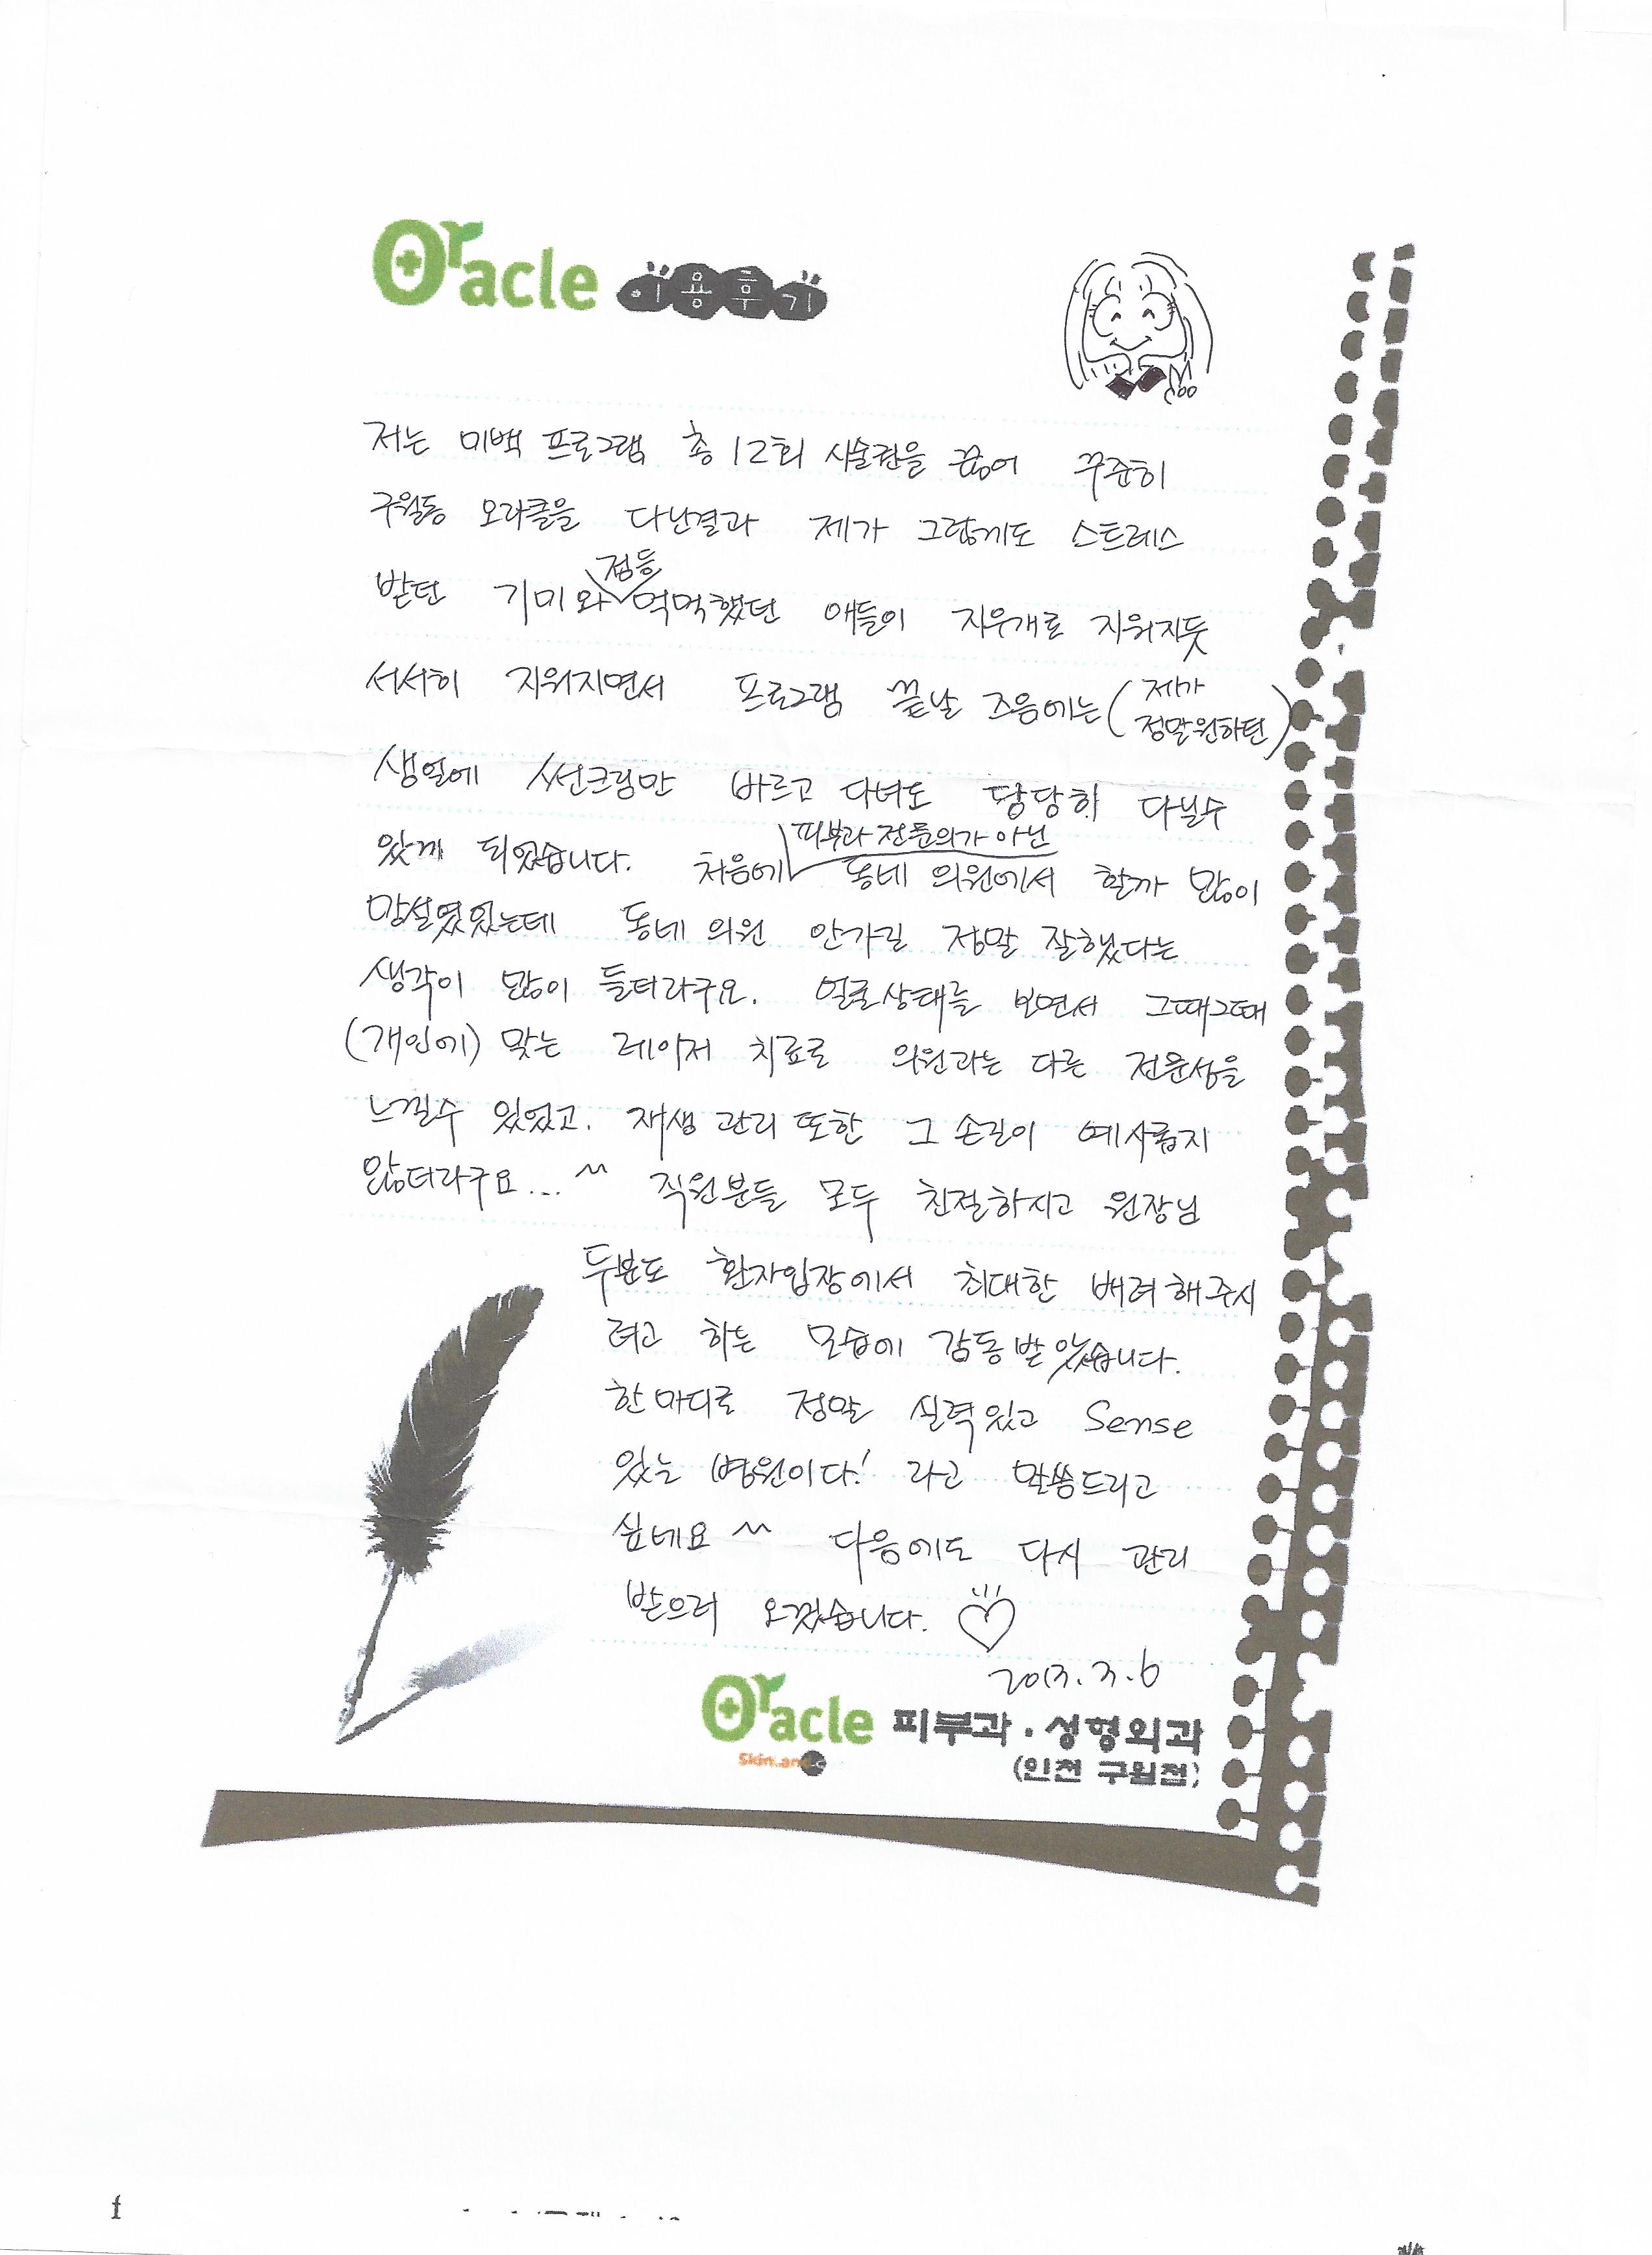 Oracle 이용후기
저는 미백 프로그램 총 12회 시술권을 끊어 꾸준히
구월동 오라클을 다닌결과 제가 그렇게도 스트레스
점등
받던 기미와 먹먹했던 애들이 지우개로 지워지듯
서서히 지워지면서 프로그램 끝날 즈음에는 (제가 정말원하던)
생얼에 썬크림만 바르고 다녀도 당당히 다닐수
있게 되었습니다. 처음에 피부과 전문의가 아닌 동네 의원에서 할까 많이
망설였었는데 동네 의원 안가길 정말 잘했다는
생각이 많이 들더라구요. 얼굴상태를 보면서 그때그때
(개인에) 맞는 레이저 치료로 의원과는 다른 전문성을
느낄수 있었고. 재생 관리 또한 그 손길이 예사롭지
않더라구요... ^^ 직원분들 모두 친절하시고 원장님
두분도 환자입장에서 최대한 배려해주시
려고 하는 모습에 감동받았습니다.
한마디로 정말 실력있고 Sense
있는 병원이다! 라고 말씀드리고
싶네요 ^^ 다음에도 다시 관리
받으러 오겠습니다. ♡
2013.3.6
Oracle 피부과·성형외과
Skin and
(인천 구월점)
f